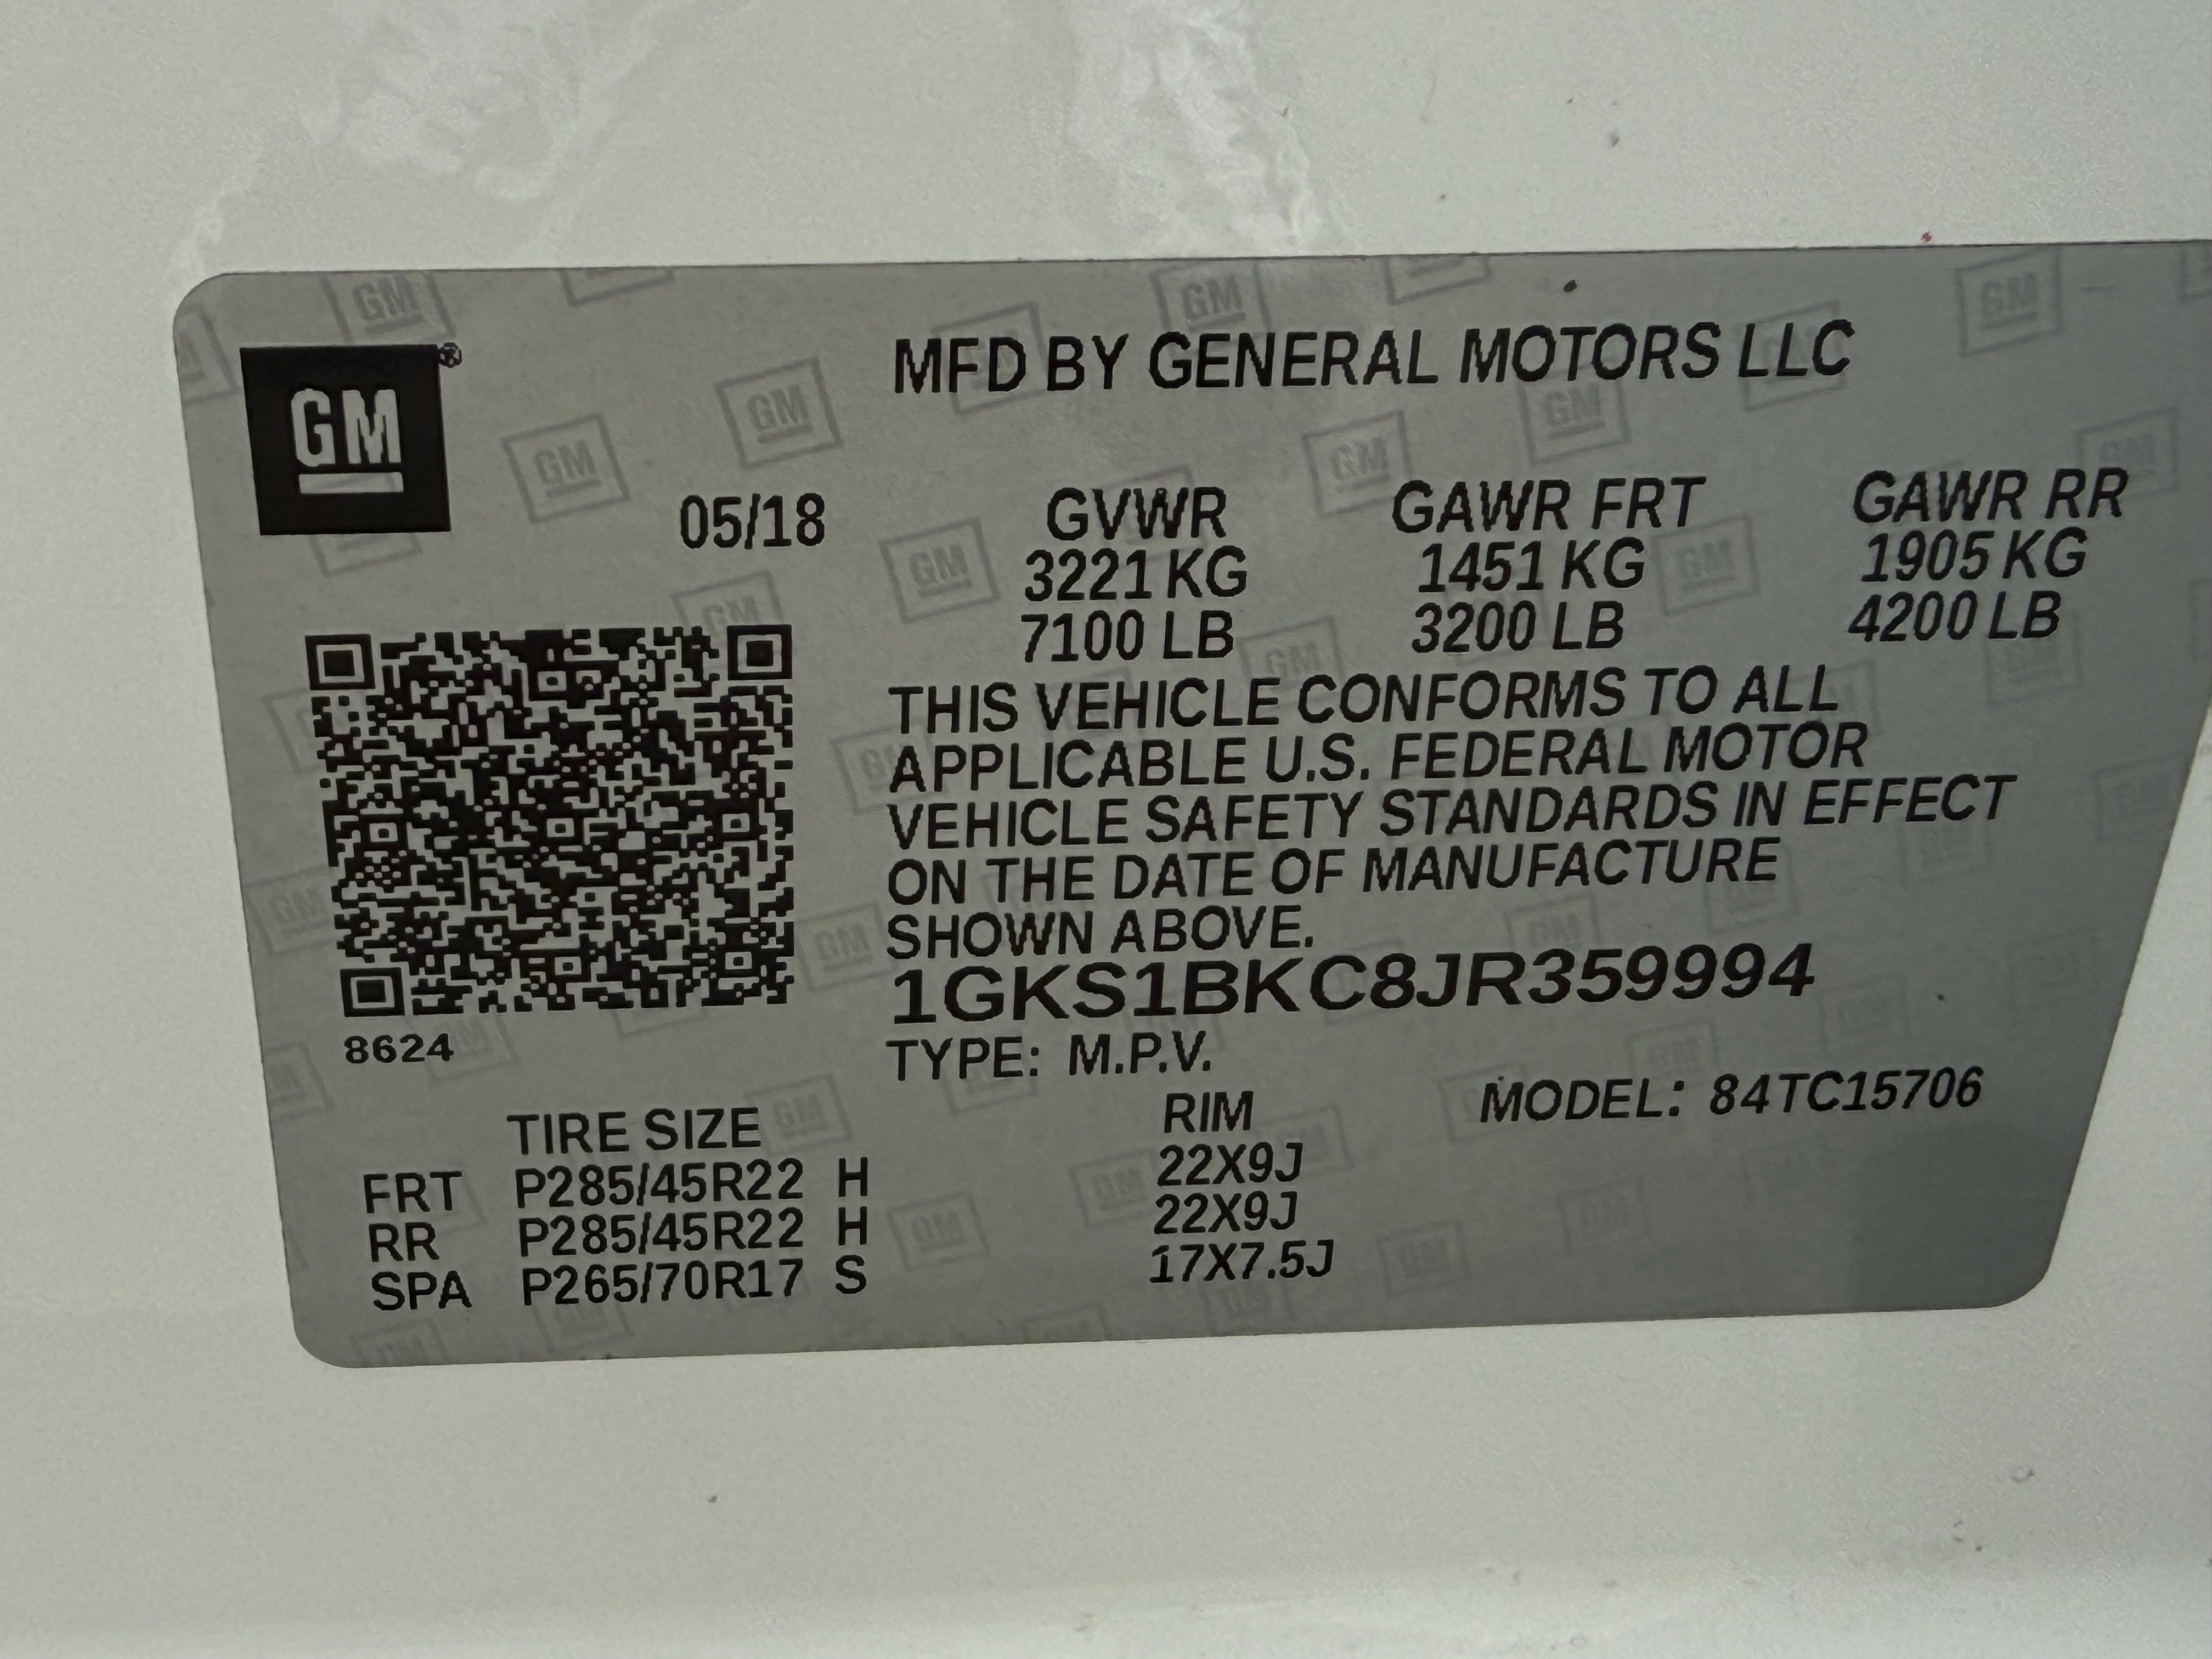 GM
MFD BY GENERAL MOTORS LLC
05/18
GVWR GAWR FRT GAWR RR
3221 KG 1451 KG 1905 KG
7100 LB 3200 LB 4200 LB
THIS VEHICLE CONFORMS TO ALL
APPLICABLE U.S. FEDERAL MOTOR
VEHICLE SAFETY STANDARDS IN EFFECT
ON THE DATE OF MANUFACTURE
SHOWN ABOVE.
1GKS1BKC8JR359994
8624
TYPE: M.P.V.
MODEL: 84TC15706
TIRE SIZE RIM
FRT P285/45R22 H 22X9J
RR P285/45R22 H 22X9J
SPA P265/70R17 S 17X7.5J